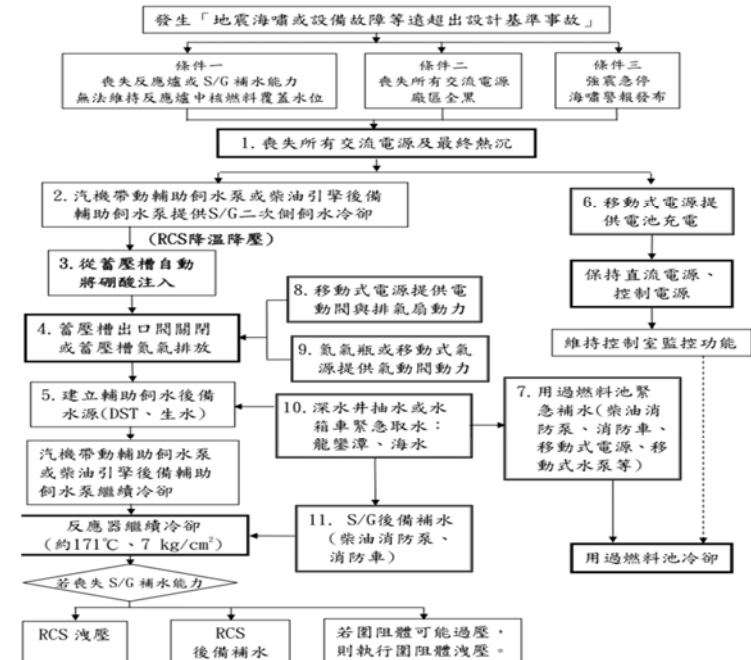 發生「地震海嘯或設備故障等遠超出設計基準事故」
條件一
喪失反應爐或 S/G 補水能力
無法維持反應爐中核燃料覆蓋水位
條件二
喪失所有交流電源
廠區全黑
條件三
強震急停
海嘯警報發布
1. 喪失所有交流電源及最終熱沉
2. 汽機帶動輔助飼水泵或柴油引擎後備
輔助飼水泵提供S/G二次側飼水冷卻
(RCS降溫降壓)
3. 從蓄壓槽自動
將硼酸注入
4. 蓄壓槽出口閥關閉
或蓄壓槽氮氣排放
5. 建立輔助飼水後備
水源(DST、生水)
汽機帶動輔助飼水泵
或柴油引擎後備輔助
飼水泵繼續冷卻
反應器繼續冷卻
(約171℃、7 kg/cm²)
若喪失 S/G 補水能力
RCS 洩壓
RCS
後備補水
若圍阻體可能過壓，
則執行圍阻體洩壓。
8. 移動式電源提供電
動閥與排氣扇動力
9. 氮氣瓶或移動式氣
源提供氣動閥動力
10. 深水井抽水或水
箱車緊急取水：
龍鑾潭、海水
11. S/G後備補水
(柴油消防泵、
消防車)
6. 移動式電源提
供電池充電
保持直流電源、
控制電源
維持控制室監控功能
7. 用過燃料池緊
急補水(柴油消
防泵、消防車、
移動式電源、移
動式水泵等)
用過燃料池冷卻